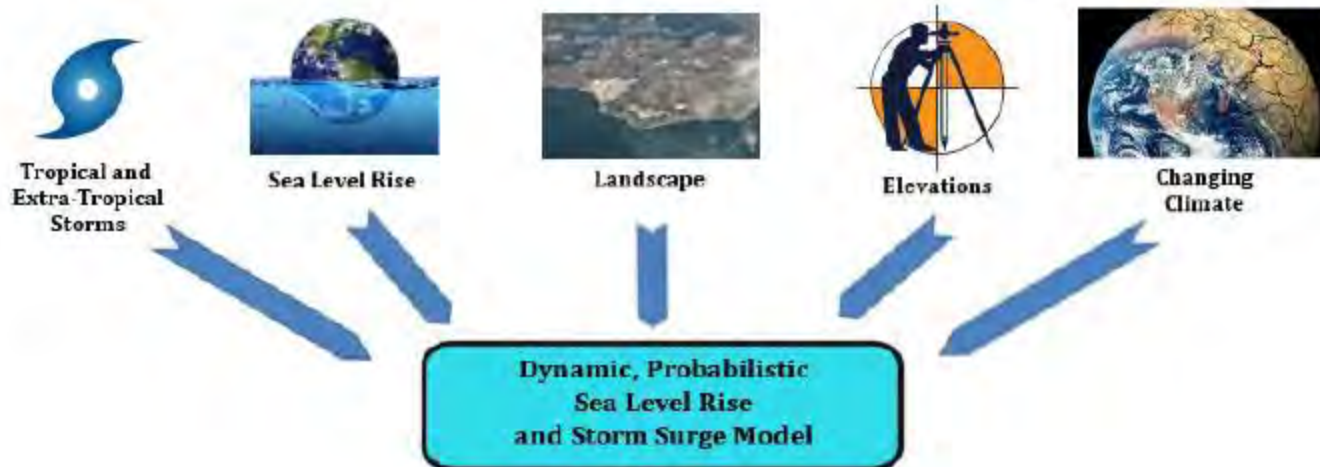 Tropical and
Extra-Tropical
Storms
Sea Level Rise
Landscape
Elevations
Changing
Climate
Dynamic, Probabilistic
Sea Level Rise
and Storm Surge Model